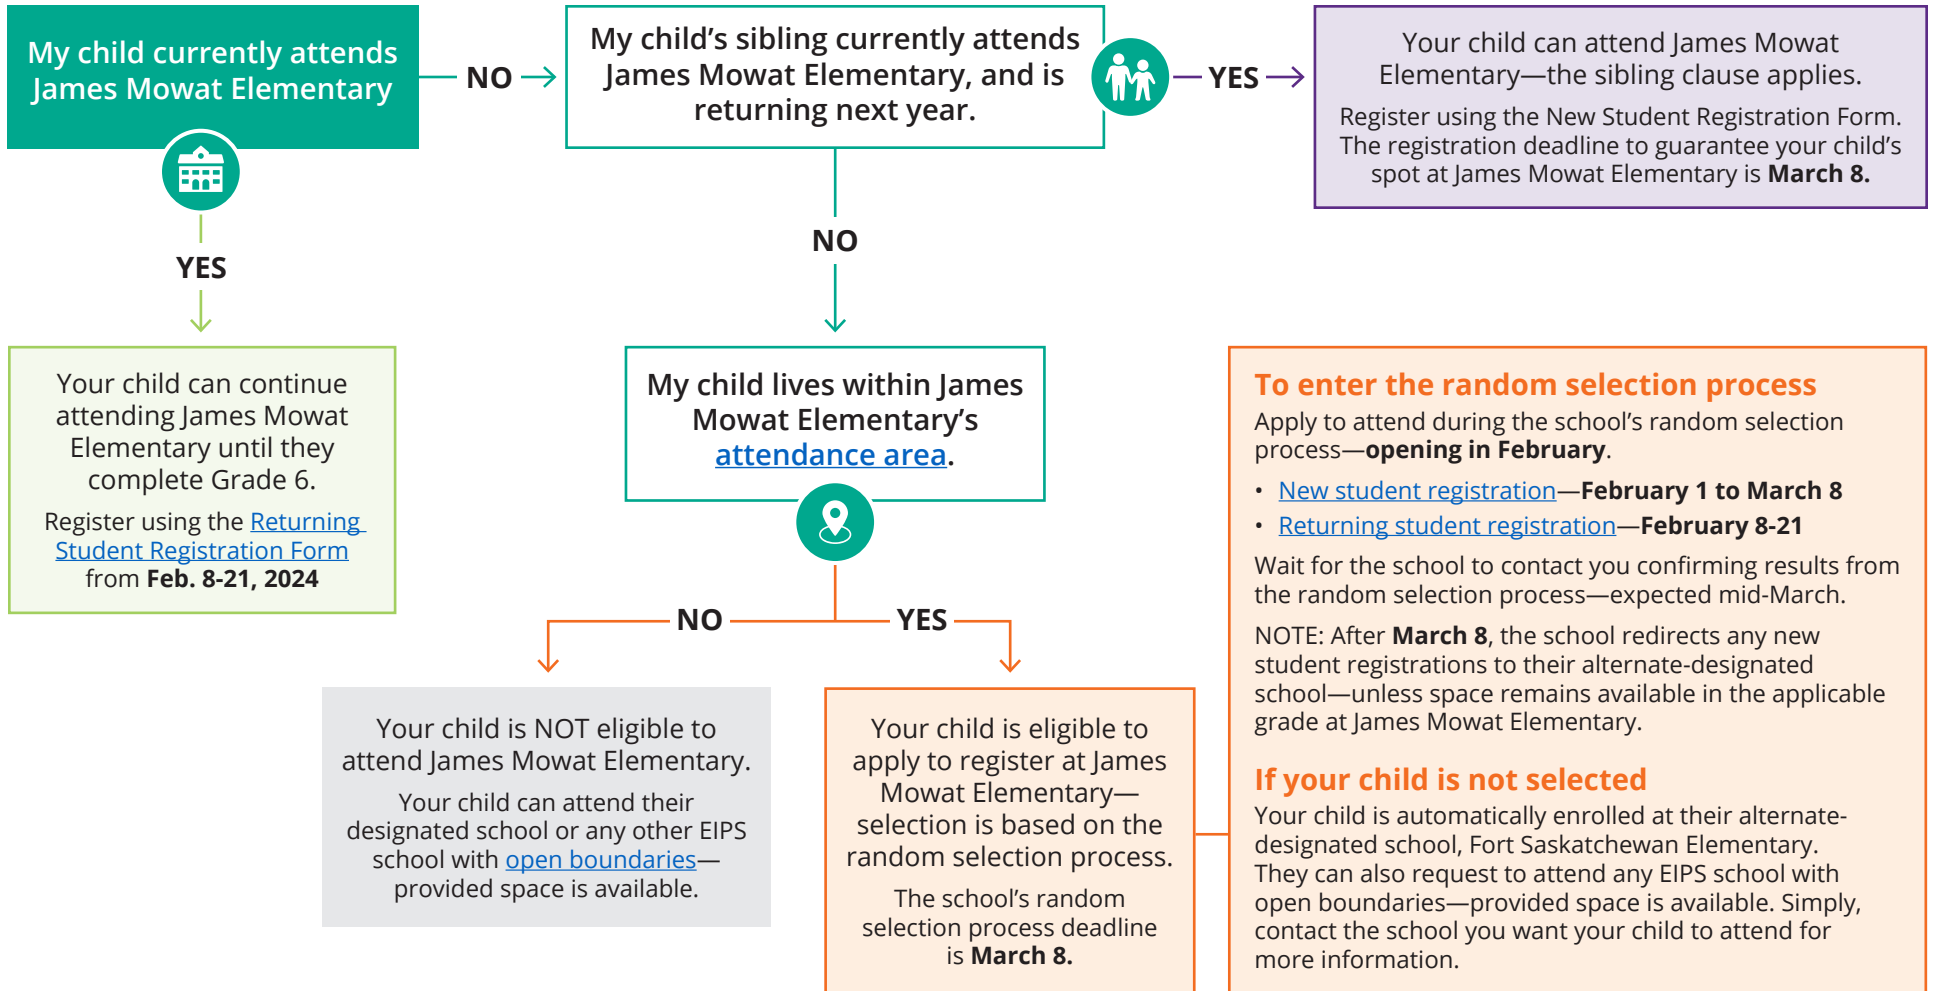 My child currently attends
James Mowat Elementary
NO
My child’s sibling currently attends
James Mowat Elementary, and is
returning next year.
YES
Your child can attend James Mowat
Elementary—the sibling clause applies.
Register using the New Student Registration Form.
The registration deadline to guarantee your child’s
spot at James Mowat Elementary is March 8.
YES
NO
Your child can continue
attending James Mowat
Elementary until they
complete Grade 6.
Register using the Returning
Student Registration Form
from Feb. 8-21, 2024
My child lives within James
Mowat Elementary’s
attendance area.
NO
YES
Your child is NOT eligible to
attend James Mowat Elementary.
Your child can attend their
designated school or any other EIPS
school with open boundaries—
provided space is available.
Your child is eligible to
apply to register at James
Mowat Elementary—
selection is based on the
random selection process.
The school’s random
selection process deadline
is March 8.
To enter the random selection process
Apply to attend during the school’s random selection
process—opening in February.
• New student registration—February 1 to March 8
• Returning student registration—February 8-21
Wait for the school to contact you confirming results from
the random selection process—expected mid-March.
NOTE: After March 8, the school redirects any new
student registrations to their alternate-designated
school—unless space remains available in the applicable
grade at James Mowat Elementary.
If your child is not selected
Your child is automatically enrolled at their alternate-
designated school, Fort Saskatchewan Elementary.
They can also request to attend any EIPS school with
open boundaries—provided space is available. Simply,
contact the school you want your child to attend for
more information.